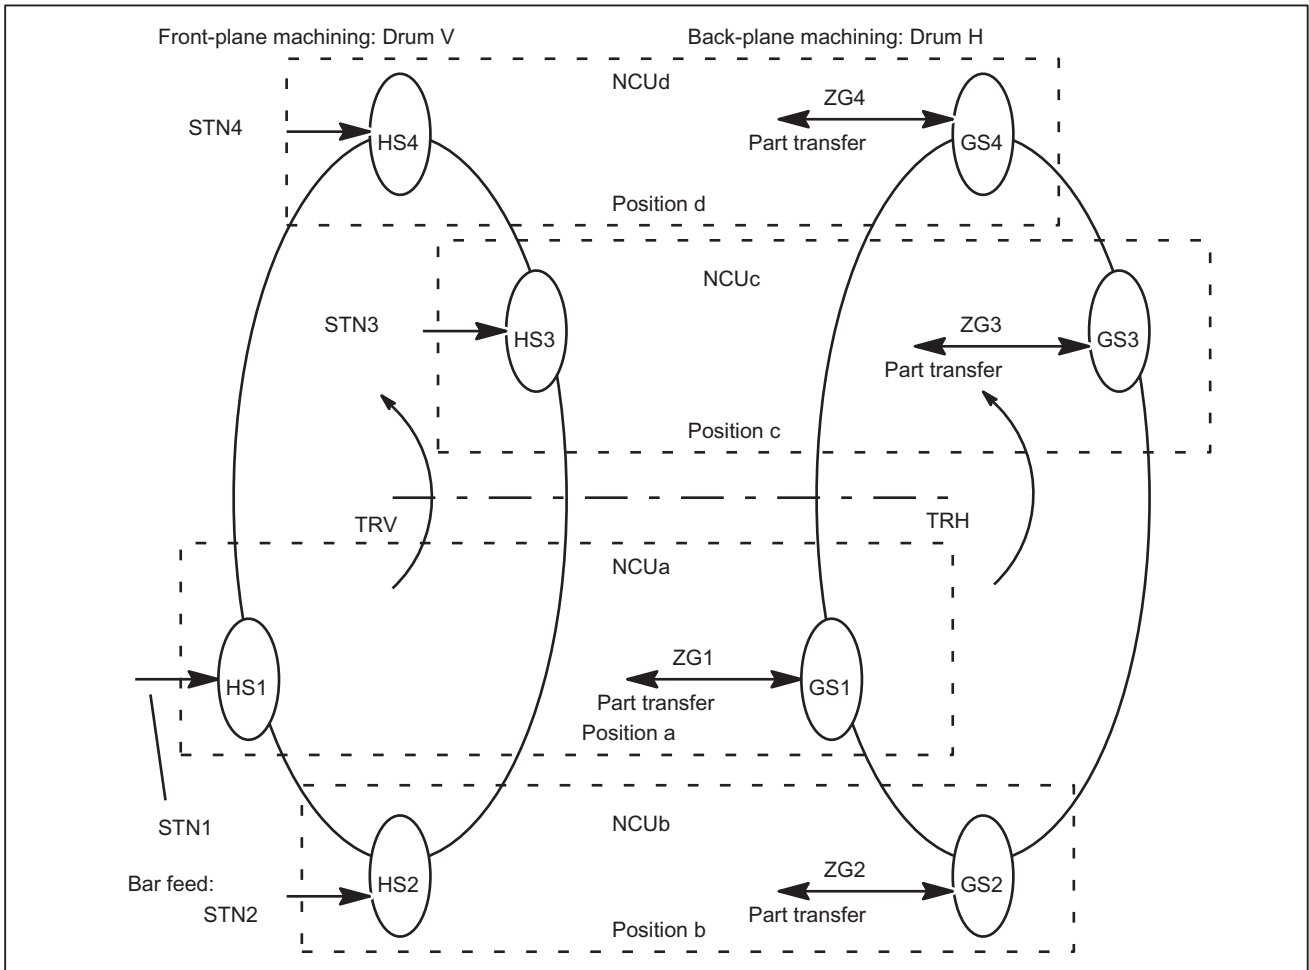 Front-plane machining: Drum V
Back-plane machining: Drum H
NCUd
ZG4
STN4
HS4
Part transfer
GS4
Position d
NCUc
STN3
HS3
ZG3
GS3
Part transfer
Position c
TRV
TRH
NCUa
ZG1
HS1
GS1
Part transfer
Position a
STN1
NCUb
Bar feed:
STN2
HS2
ZG2
GS2
Part transfer
Position b